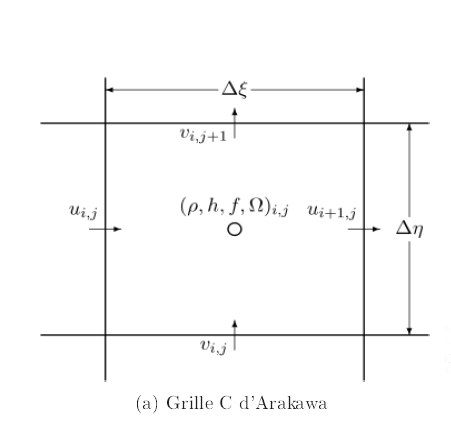 Δξ
v_{i,j+1}
u_{i,j} (ρ, h, f, Ω)_{i,j} u_{i+1,j}
Δη
v_{i,j}
(a) Grille C d'Arakawa